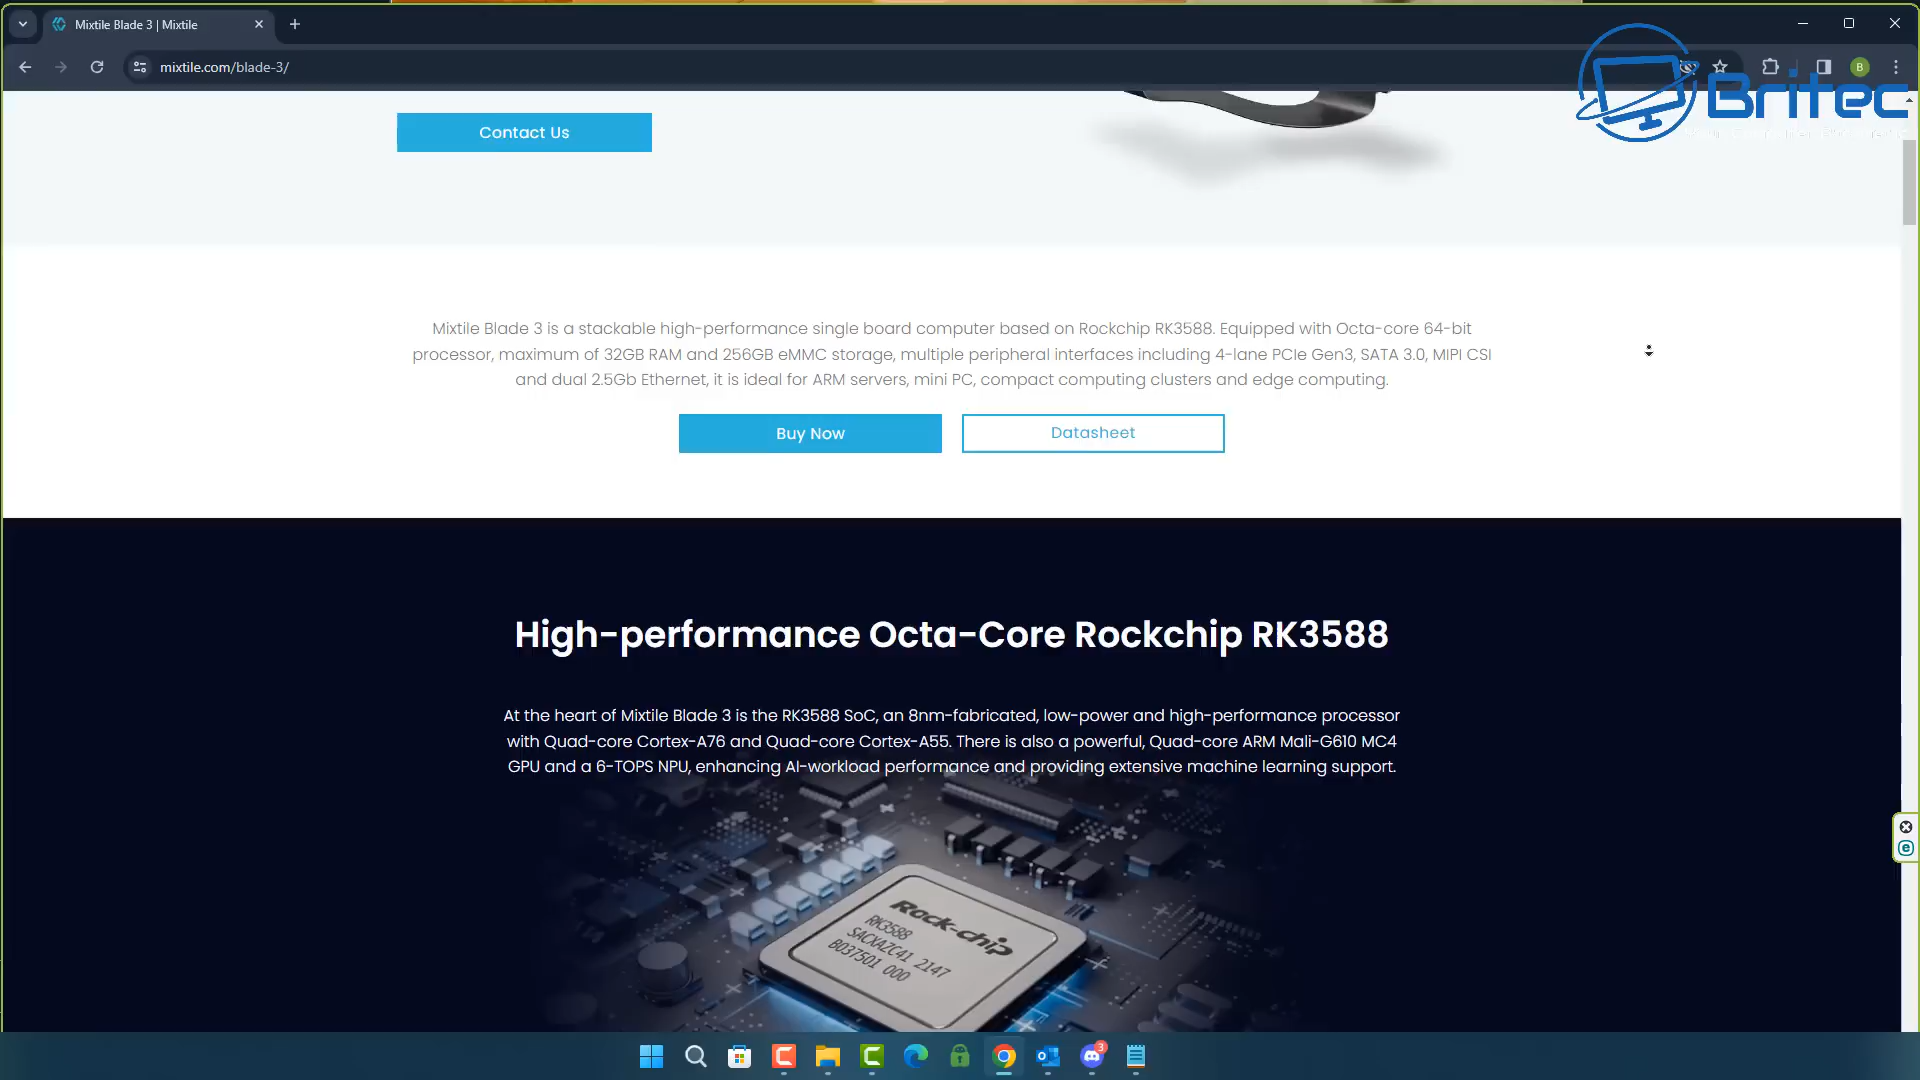 Mixtile Blade 3 | Mixtile
mixtile.com/blade-3/
B
Britec
Contact Us
Mixtile Blade 3 is a stackable high-performance single board computer based on Rockchip RK3588. Equipped with Octa-core 64-bit
processor, maximum of 32GB RAM and 256GB eMMC storage, multiple peripheral interfaces including 4-lane PCIe Gen3, SATA 3.0, MIPI CSI
and dual 2.5Gb Ethernet, it is ideal for ARM servers, mini PC, compact computing clusters and edge computing.
Buy Now
Datasheet
High-performance Octa-Core Rockchip RK3588
At the heart of Mixtile Blade 3 is the RK3588 SoC, an 8nm-fabricated, low-power and high-performance processor
with Quad-core Cortex-A76 and Quad-core Cortex-A55. There is also a powerful, Quad-core ARM Mali-G610 MC4
GPU and a 6-TOPS NPU, enhancing AI-workload performance and providing extensive machine learning support.
Rock-chip
RK3588
SACXAZC41 2147
B037501 000
3